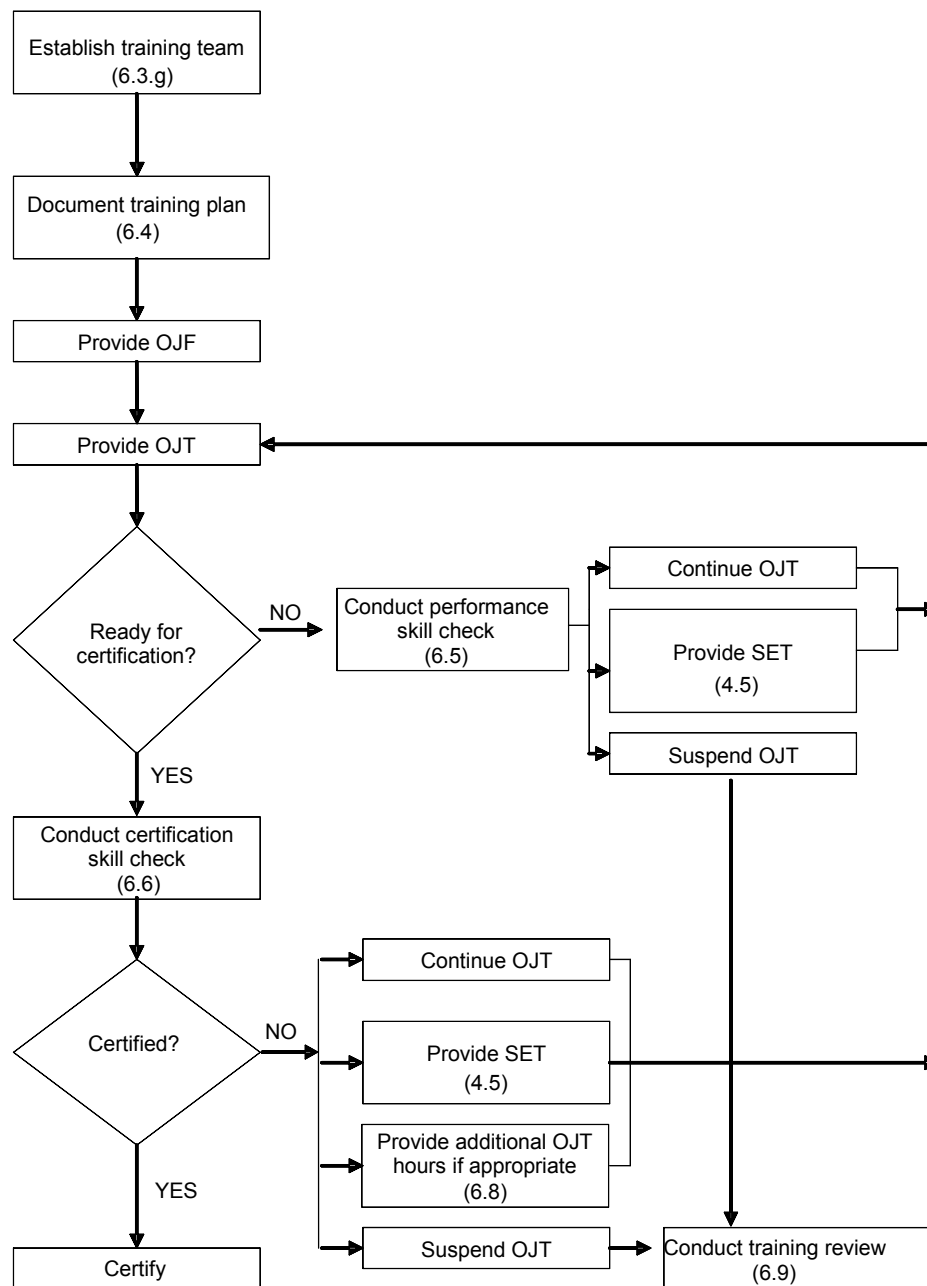 Establish training team
(6.3.g)
Document training plan
(6.4)
Provide OJF
Provide OJT
Ready for
certification?
NO
Conduct performance
skill check
(6.5)
Continue OJT
Provide SET
(4.5)
Suspend OJT
YES
Conduct certification
skill check
(6.6)
Certified?
NO
Continue OJT
Provide SET
(4.5)
Provide additional OJT
hours if appropriate
(6.8)
Suspend OJT
YES
Certify
Conduct training review
(6.9)